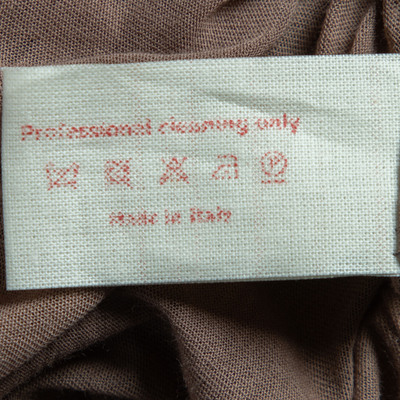 Professional cleaning only
Made in Italy